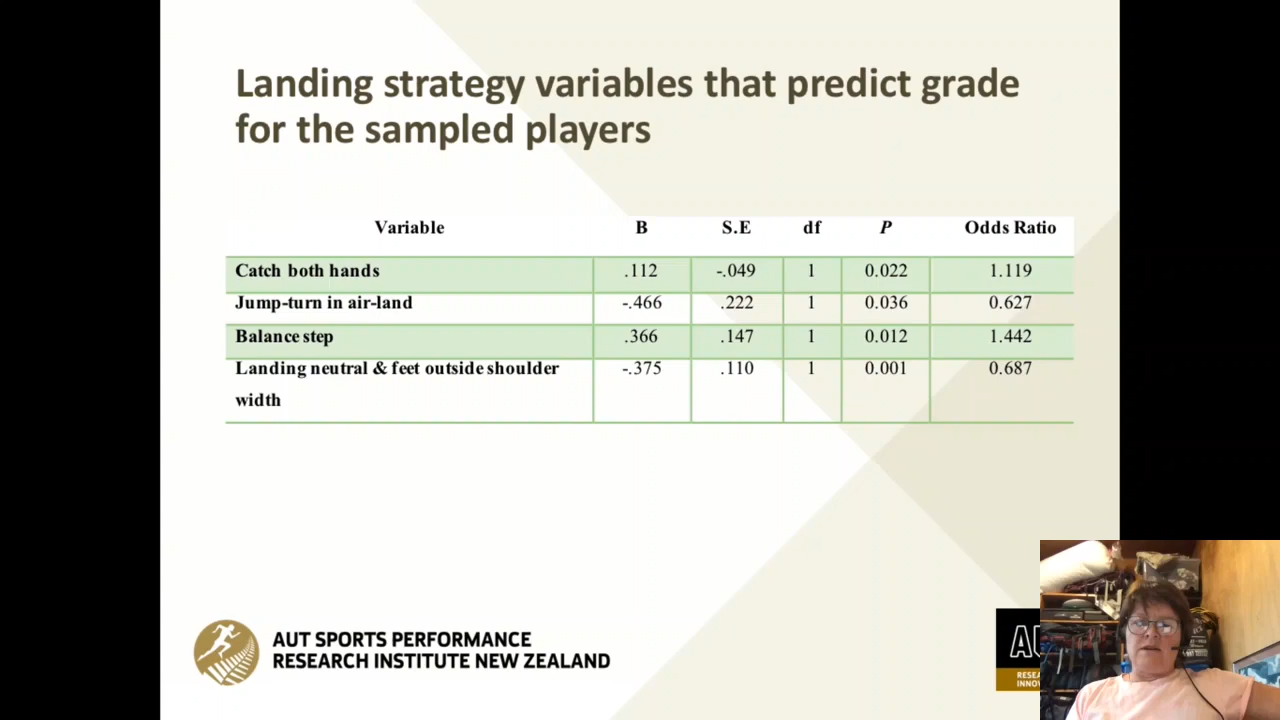 Landing strategy variables that predict grade
for the sampled players
Variable B S.E df P Odds Ratio
Catch both hands .112 -.049 1 0.022 1.119
Jump-turn in air-land -.466 .222 1 0.036 0.627
Balance step .366 .147 1 0.012 1.442
Landing neutral & feet outside shoulder -.375 .110 1 0.001 0.687
width
AUT SPORTS PERFORMANCE
RESEARCH INSTITUTE NEW ZEALAND